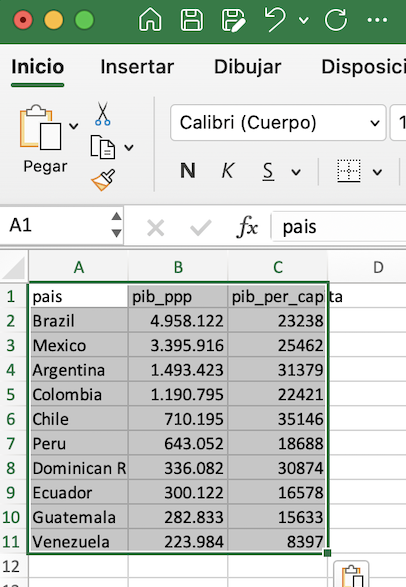 Inicio Insertar Dibujar Disposici
Pegar
Calibri (Cuerpo) 1
N K S
A1 fx pais
A B C D
1 pais pib_ppp pib_per_capita
2 Brazil 4.958.122 23238
3 Mexico 3.395.916 25462
4 Argentina 1.493.423 31379
5 Colombia 1.190.795 22421
6 Chile 710.195 35146
7 Peru 643.052 18688
8 Dominican R 336.082 30874
9 Ecuador 300.122 16578
10 Guatemala 282.833 15633
11 Venezuela 223.984 8397
12